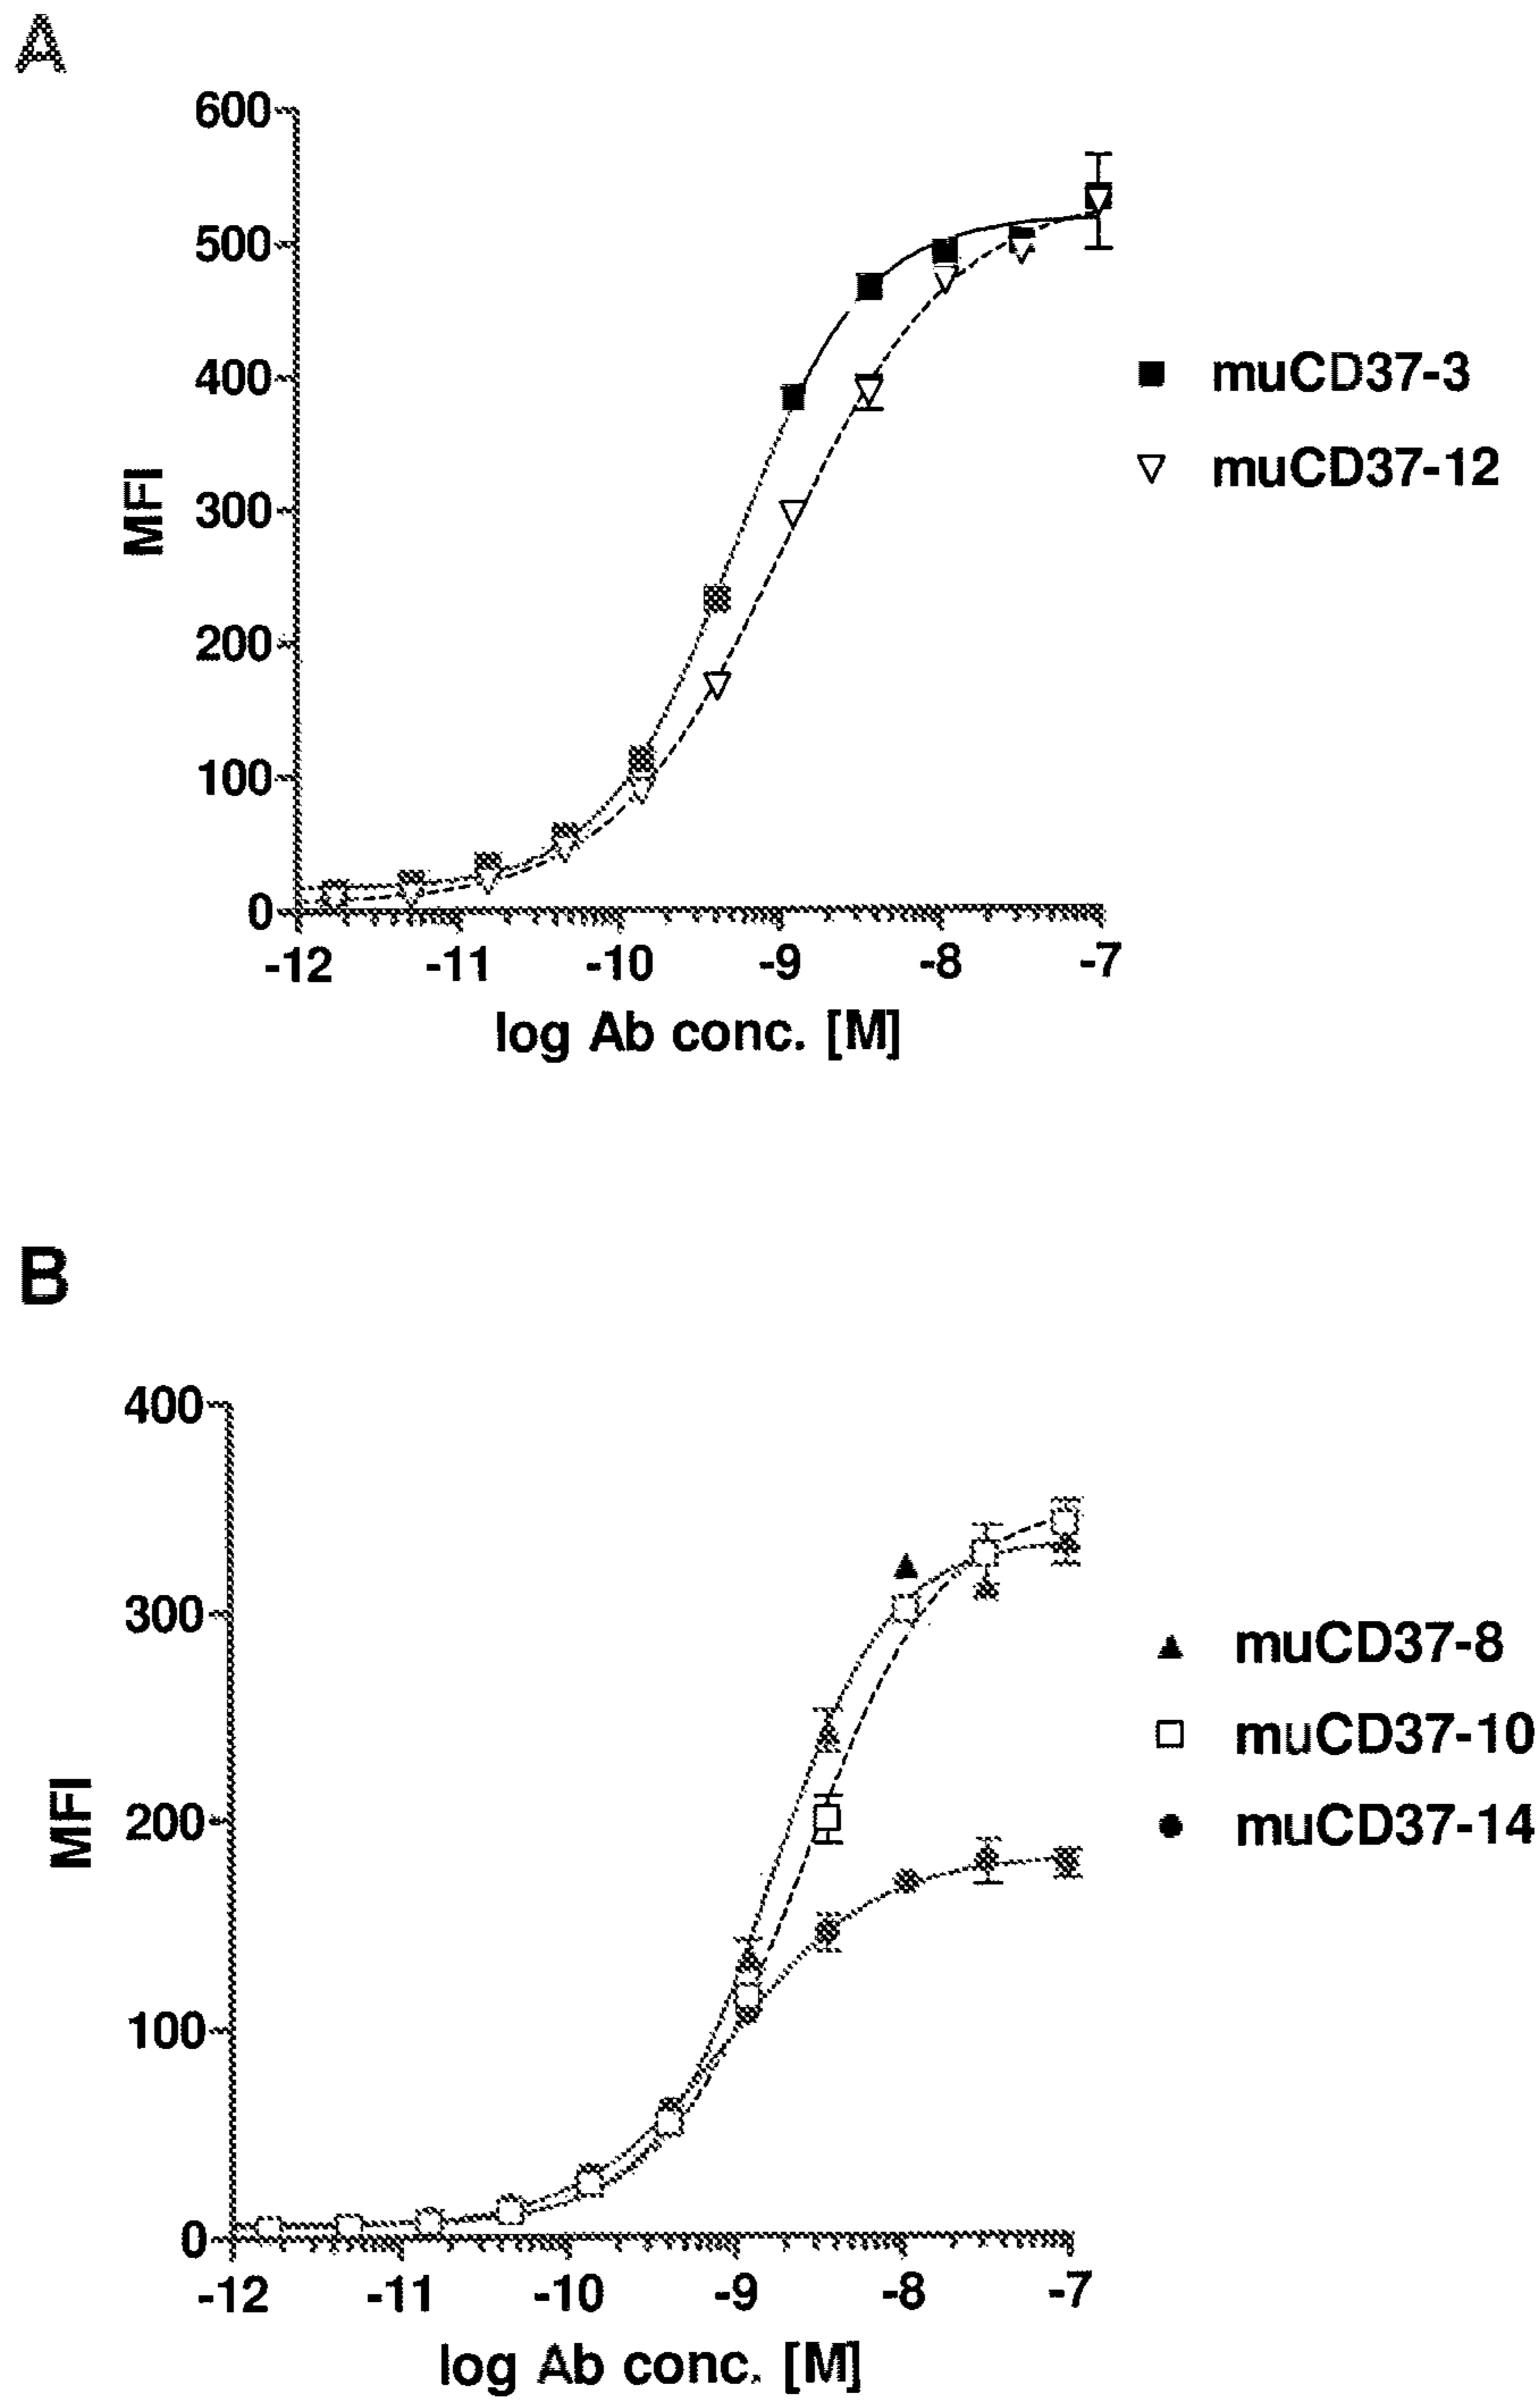 A
600
500
400
300
200
100
0
MFI
-12 -11 -10 -9 -8 -7
log Ab conc. [M]
muCD37-3
muCD37-12
B
400
300
200
100
0
MFI
-12 -11 -10 -9 -8 -7
log Ab conc. [M]
muCD37-8
muCD37-10
muCD37-14